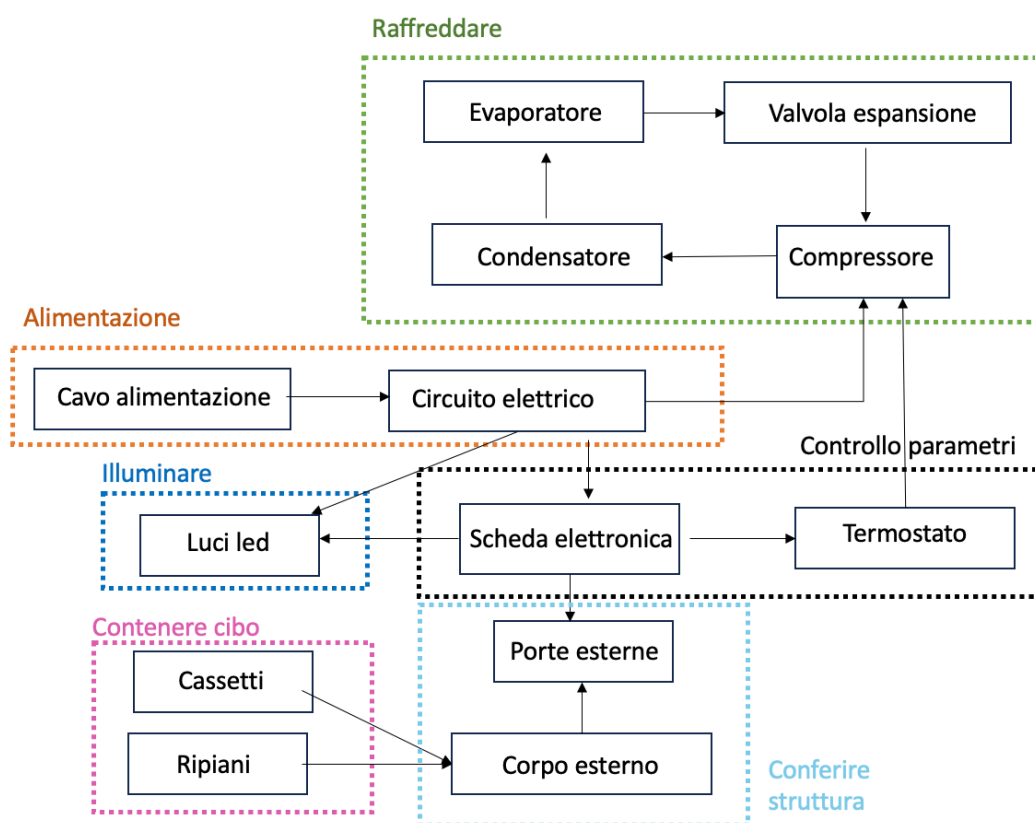 Raffreddare
Evaporatore
Valvola espansione
Condensatore
Compressore
Alimentazione
Cavo alimentazione
Circuito elettrico
Controllo parametri
Illuminare
Luci led
Scheda elettronica
Termostato
Contenere cibo
Cassetti
Porte esterne
Ripiani
Corpo esterno
Conferire
struttura